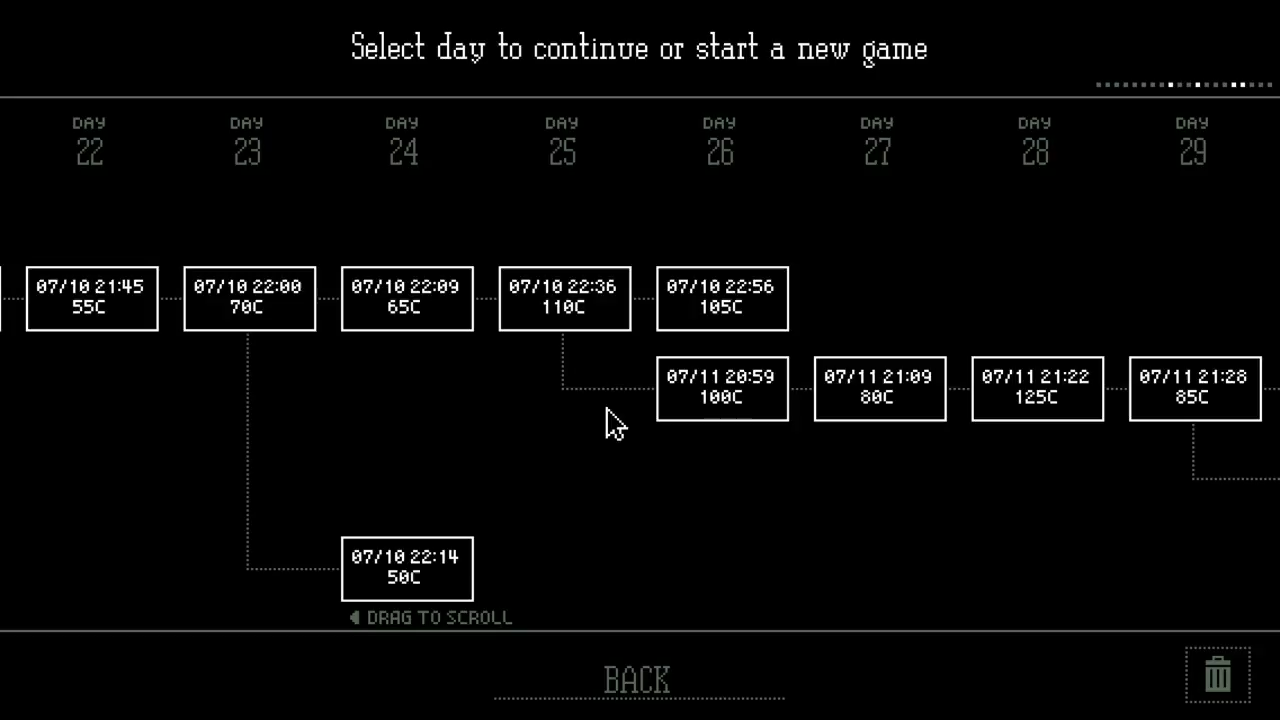 Select day to continue or start a new game
DAY DAY DAY DAY DAY DAY DAY DAY
22 23 24 25 26 27 28 29
07/10 21:45 07/10 22:00 07/10 22:09 07/10 22:36 07/10 22:56
55C 70C 65C 110C 105C
07/11 20:59 07/11 21:09 07/11 21:22 07/11 21:28
100C 80C 125C 85C
07/10 22:14
50C
DRAG TO SCROLL
BACK